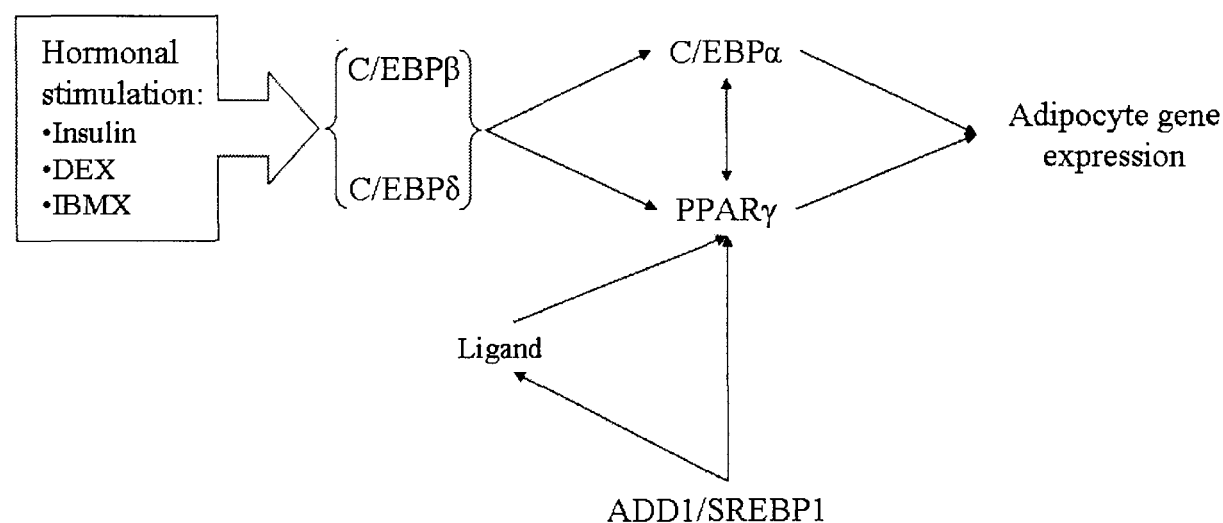 Hormonal
stimulation:
•Insulin
•DEX
•IBMX
C/EBPβ
C/EBPδ
C/EBPα
PPARγ
Adipocyte gene
expression
Ligand
ADD1/SREBP1